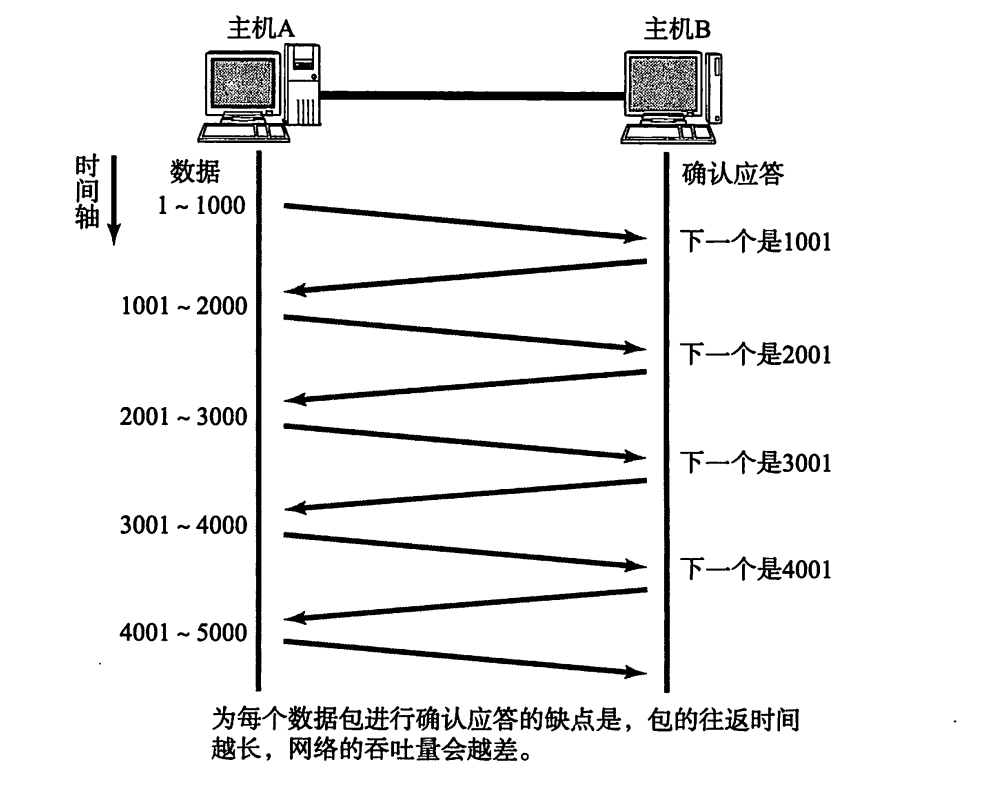 主机A
主机B
时间轴
数据
确认应答
1～1000
下一个是1001
1001～2000
下一个是2001
2001～3000
下一个是3001
3001～4000
下一个是4001
4001～5000
为每个数据包进行确认应答的缺点是，包的往返时间
越长，网络的吞吐量会越差。